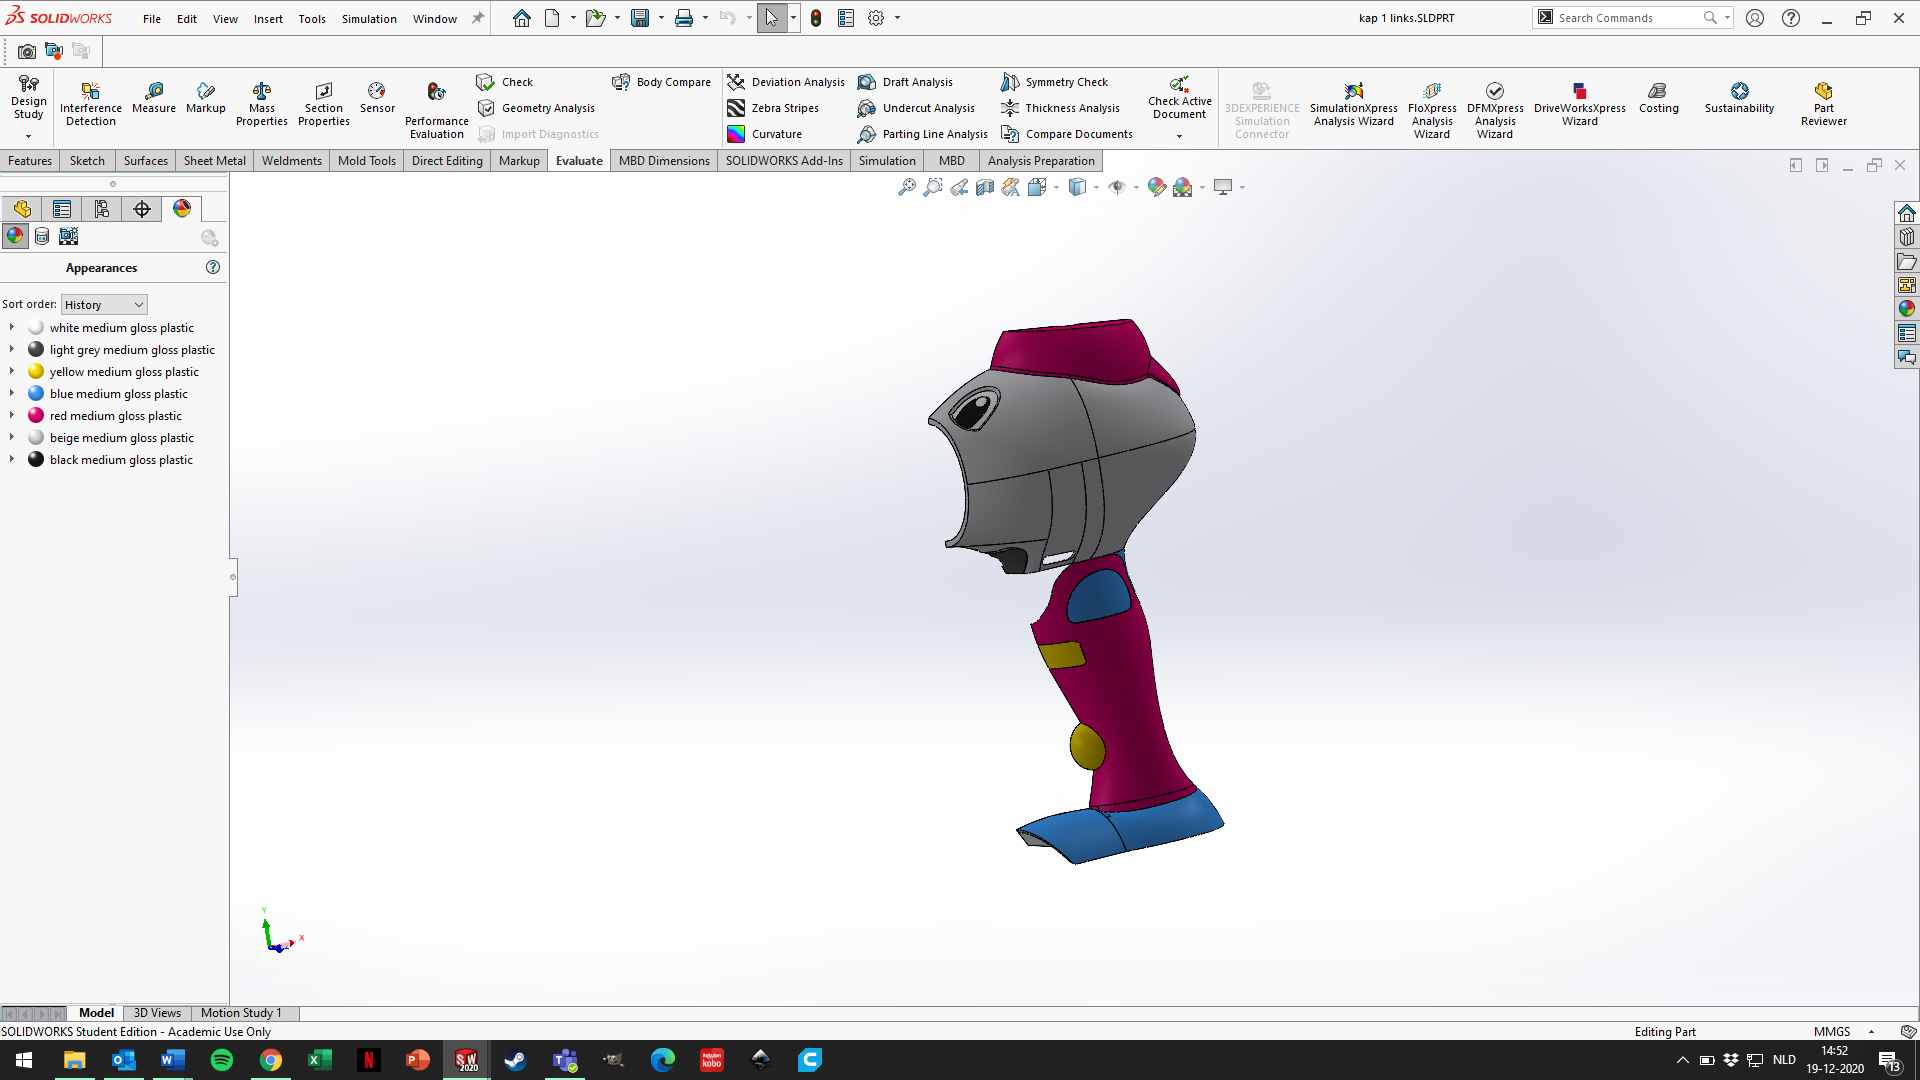 SOLIDWORKS File Edit View Insert Tools Simulation Window kap 1 links.SLDPRT Search Commands
Design Study
Interference Detection
Measure
Markup
Mass Properties
Section Properties
Sensor
Performance Evaluation
Check
Geometry Analysis
Import Diagnostics
Body Compare
Deviation Analysis
Zebra Stripes
Curvature
Draft Analysis
Undercut Analysis
Parting Line Analysis
Symmetry Check
Thickness Analysis
Compare Documents
Check Active Document
3DEXPERIENCE Simulation Connector
SimulationXpress Analysis Wizard
FloXpress Analysis Wizard
DFMXpress Analysis Wizard
DriveWorksXpress Wizard
Costing
Sustainability
Part Reviewer
Features Sketch Surfaces Sheet Metal Weldments Mold Tools Direct Editing Markup Evaluate MBD Dimensions SOLIDWORKS Add-Ins Simulation MBD Analysis Preparation
Appearances
Sort order: History
white medium gloss plastic
light grey medium gloss plastic
yellow medium gloss plastic
blue medium gloss plastic
red medium gloss plastic
beige medium gloss plastic
black medium gloss plastic
Y
X
Model 3D Views Motion Study 1
SOLIDWORKS Student Edition - Academic Use Only Editing Part MMGS
SW 2020
Rakuten kobo
NLD
14:52
19-12-2020
13